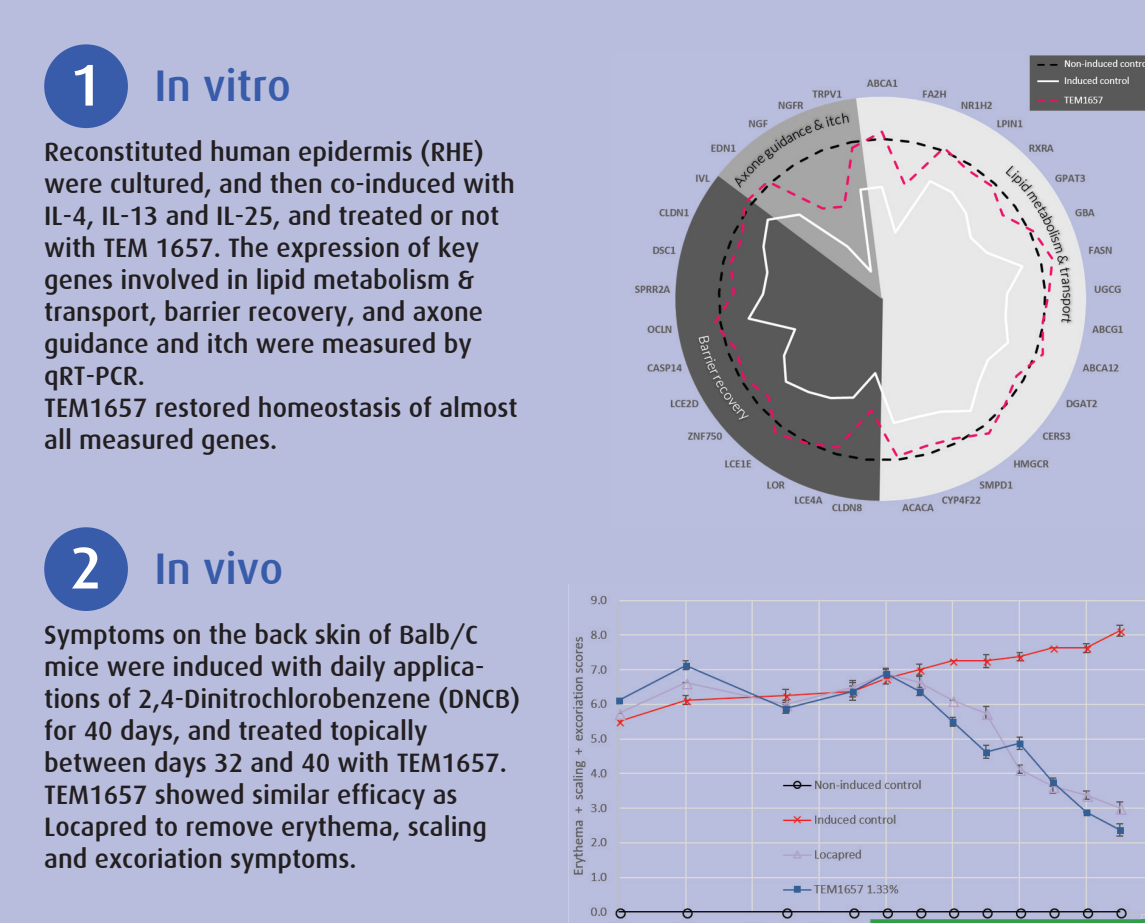 1 In vitro
Reconstituted human epidermis (RHE)
were cultured, and then co-induced with
IL-4, IL-13 and IL-25, and treated or not
with TEM 1657. The expression of key
genes involved in lipid metabolism &
transport, barrier recovery, and axone
guidance and itch were measured by
qRT-PCR.
TEM1657 restored homeostasis of almost
all measured genes.
Non-induced contro
Induced control
TEM1657
ABCA1
FA2H
NR1H2
LPIN1
RXRA
GPAT3
GBA
FASN
UGCG
ABCG1
ABCA12
DGAT2
CERS3
HMGCR
SMPD1
CYP4F22
ACACA
CLDN8
LCE4A
LOR
LCE1E
ZNF750
LCE2D
CASP14
OCLN
SPRR2A
DSC1
CLDN1
IVL
EDN1
NGF
NGFR
TRPV1
Axone guidance & itch
Lipid metabolism & transport
Barrier recovery
2 In vivo
Symptoms on the back skin of Balb/C
mice were induced with daily applica-
tions of 2,4-Dinitrochlorobenzene (DNCB)
for 40 days, and treated topically
between days 32 and 40 with TEM1657.
TEM1657 showed similar efficacy as
Locapred to remove erythema, scaling
and excoriation symptoms.
Erythema + scaling + excoriation scores
9.0
8.0
7.0
6.0
5.0
4.0
3.0
2.0
1.0
0.0
Non-induced control
Induced control
Locapred
TEM1657 1.33%